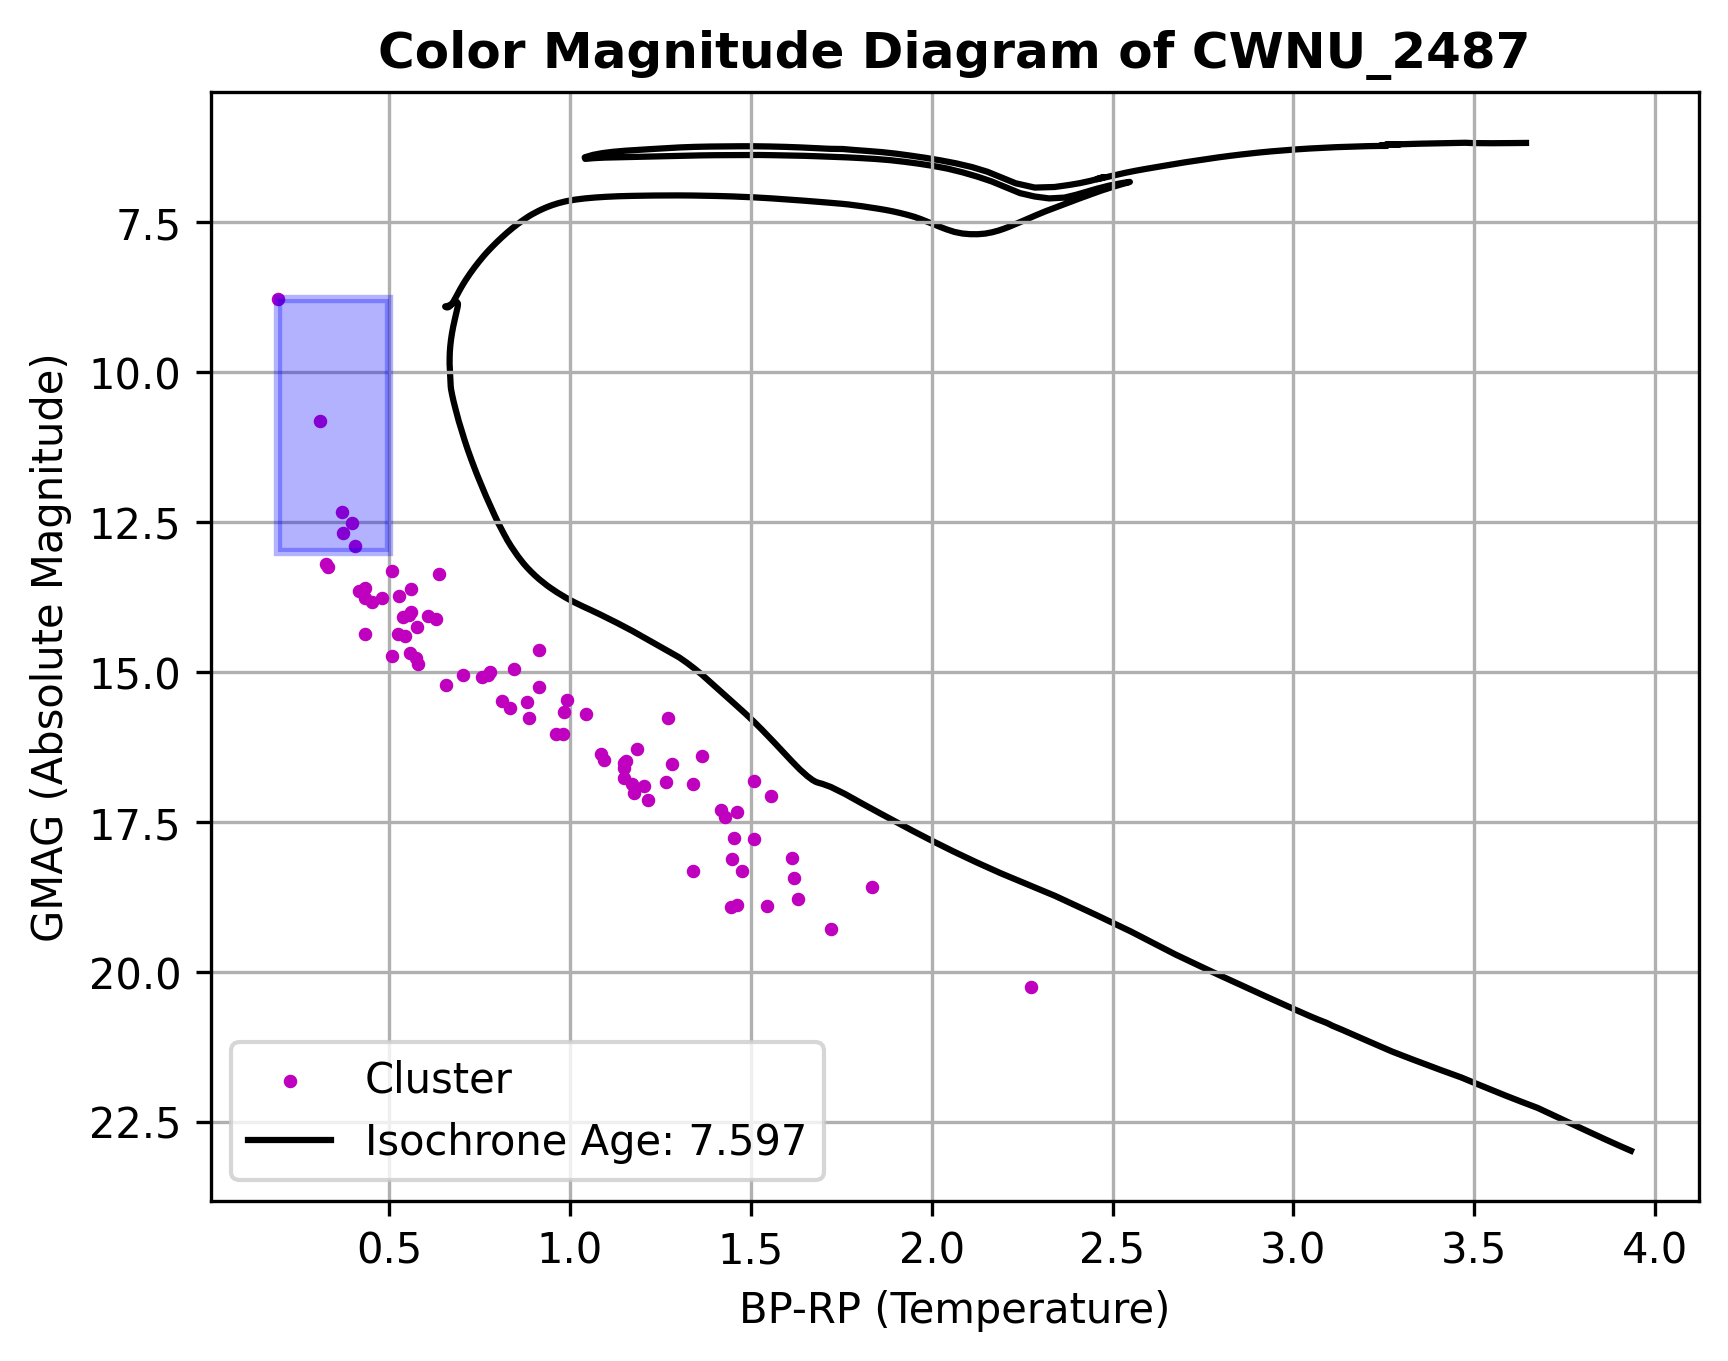 Color Magnitude Diagram of CWNU_2487
GMAG (Absolute Magnitude)
7.5
10.0
12.5
15.0
17.5
20.0
22.5
Cluster
Isochrone Age: 7.597
0.5 1.0 1.5 2.0 2.5 3.0 3.5 4.0
BP-RP (Temperature)